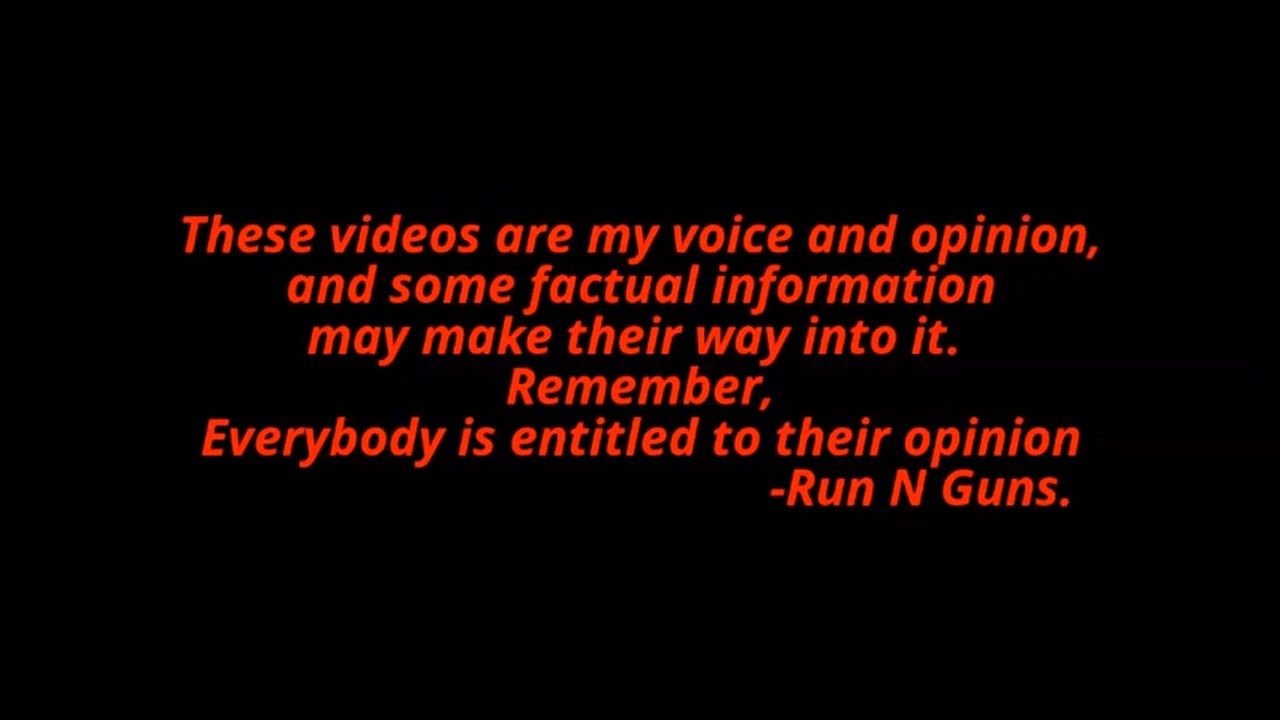 These videos are my voice and opinion,
and some factual information
may make their way into it.
Remember,
Everybody is entitled to their opinion
-Run N Guns.